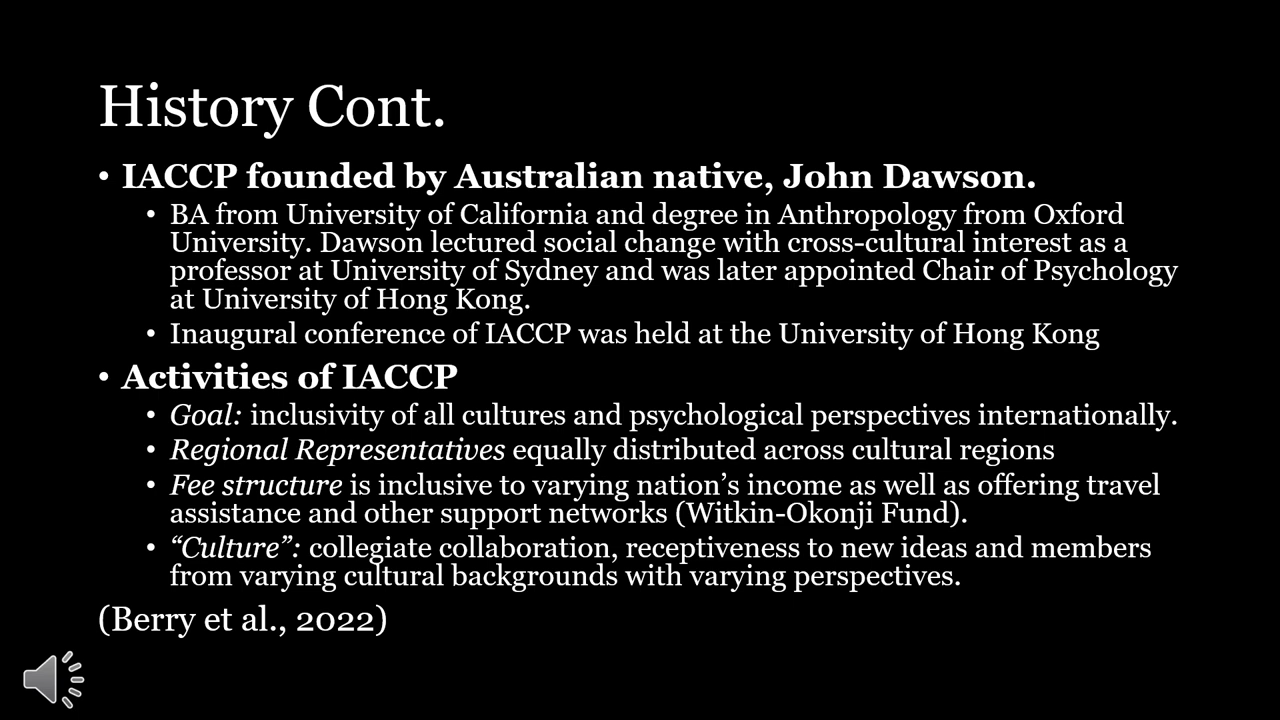 History Cont.
• IACCP founded by Australian native, John Dawson.
• BA from University of California and degree in Anthropology from Oxford
University. Dawson lectured social change with cross-cultural interest as a
professor at University of Sydney and was later appointed Chair of Psychology
at University of Hong Kong.
• Inaugural conference of IACCP was held at the University of Hong Kong
• Activities of IACCP
• Goal: inclusivity of all cultures and psychological perspectives internationally.
• Regional Representatives equally distributed across cultural regions
• Fee structure is inclusive to varying nation’s income as well as offering travel
assistance and other support networks (Witkin-Okonji Fund).
• “Culture”: collegiate collaboration, receptiveness to new ideas and members
from varying cultural backgrounds with varying perspectives.
(Berry et al., 2022)